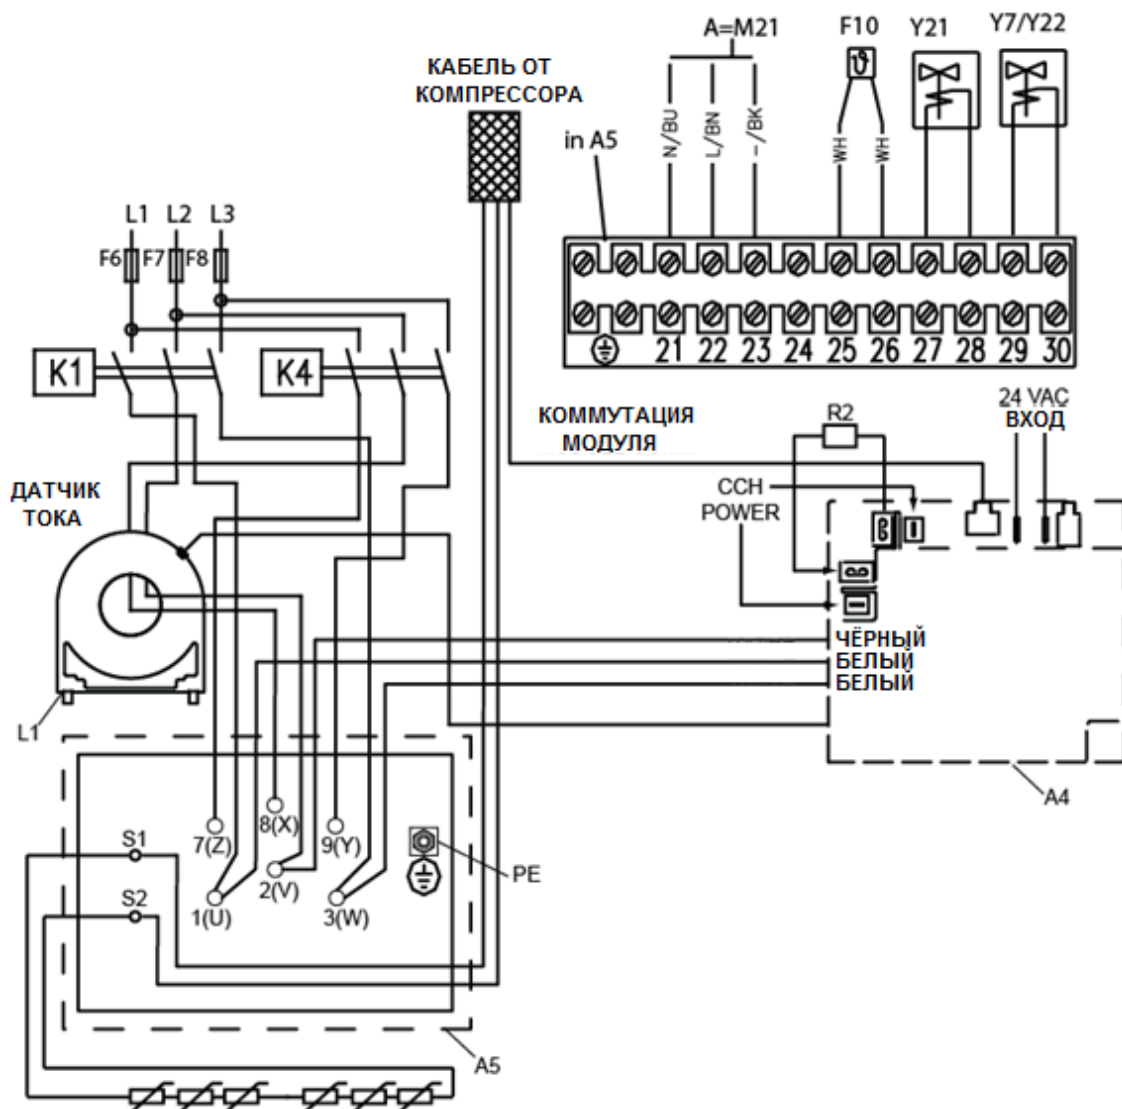 A=M21
F10
Y21
Y7/Y22
КАБЕЛЬ ОТ
КОМПРЕССОРА
in A5
N/BU
L/BN
–/BK
WH
WH
L1 L2 L3
F6 F7 F8
21 22 23 24 25 26 27 28 29 30
K1
K4
КОММУТАЦИЯ
МОДУЛЯ
R2
24 VAC
ВХОД
ДАТЧИК
ТОКА
CCH
POWER
ЧЁРНЫЙ
БЕЛЫЙ
БЕЛЫЙ
L1
A4
S1
7(Z)
8(X)
9(Y)
PE
S2
1(U)
2(V)
3(W)
A5